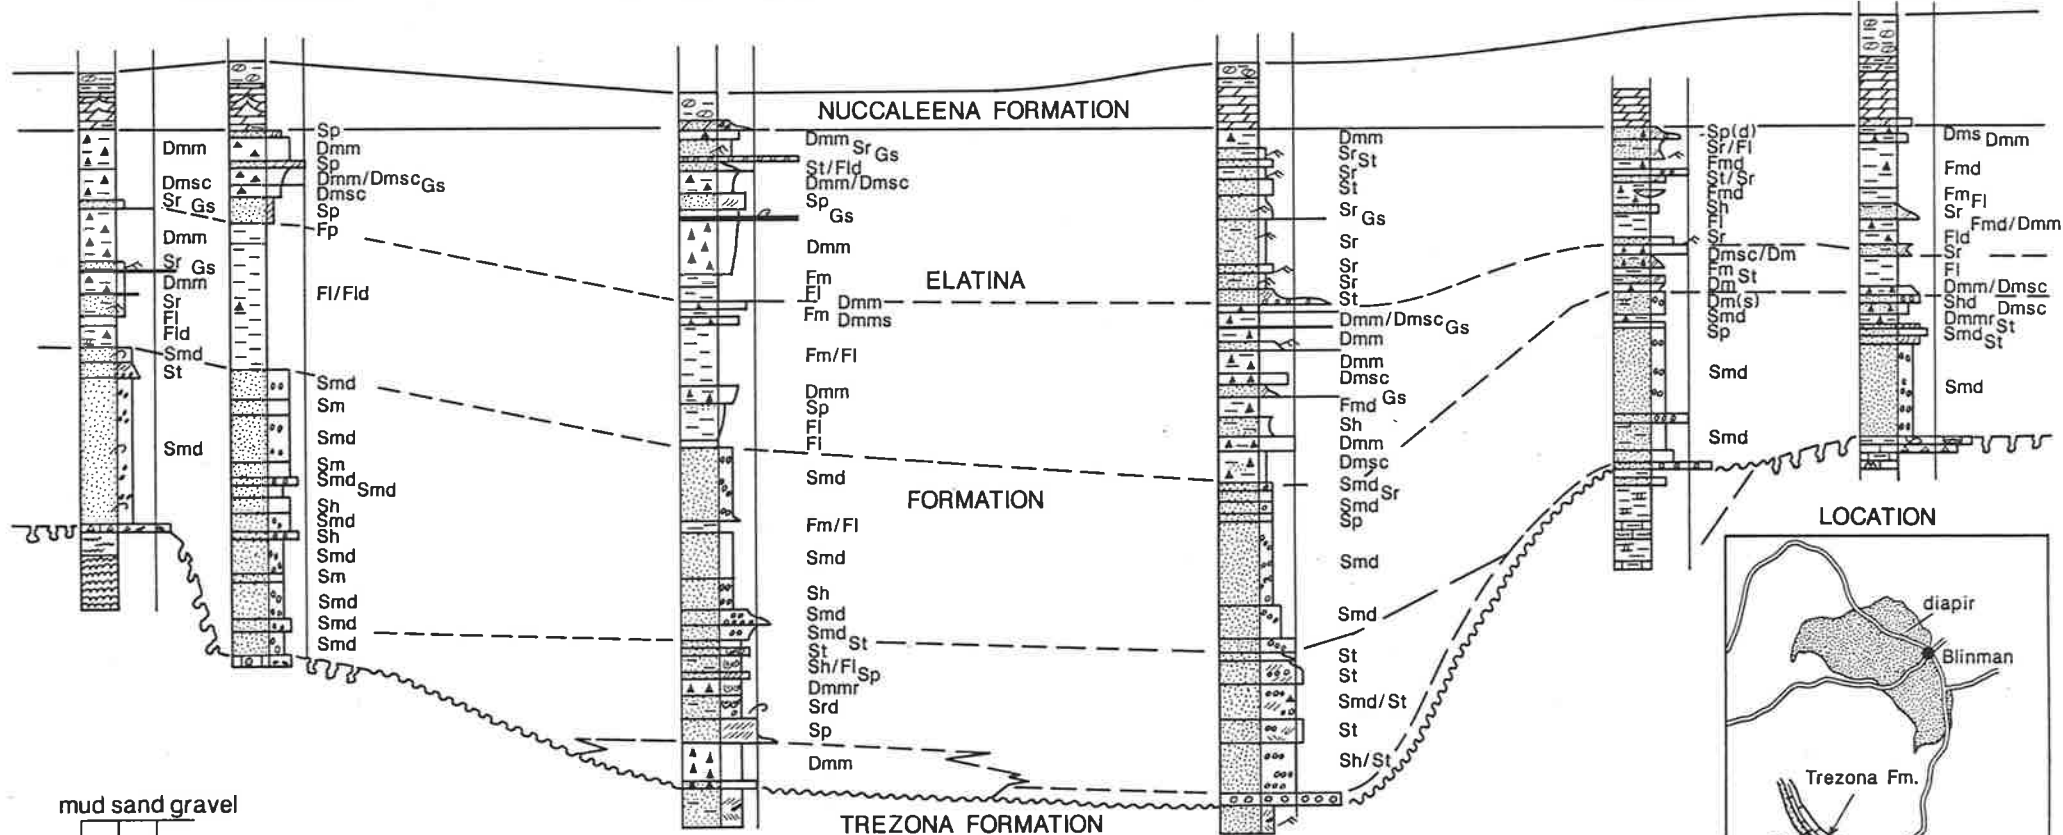 NUCCALEENA FORMATION
Dmm
Dmsc
Sr Gs
Dmm
Sr Gs
Dmm
Sr
Fl
Fld
Smd
St
Smd
Sp
Dmm
Sp
Dmm/Dmsc Gs
Dmsc
Sp
Fp
Fl/Fld
Smd
Sm
Smd
Sm
Smd Smd
Sh
Smd
Sh
Smd
Sm
Smd
Smd
Smd
Dmm Sr Gs
St/Fld
Dmm/Dmsc
Sp Gs
Dmm
Fm
Fl Dmm
Fm Dmms
Fm/Fl
Dmm
Sp
Fl
Fl
Smd
Fm/Fl
Smd
Sh
Smd
Smd St
St
Sh/Fl Sp
Dmmr
Srd
Sp
Dmm
ELATINA
FORMATION
TREZONA FORMATION
Dmm
Sr St
Sr
St
Sr Gs
Sr
Sr
Sr
St
Dmm/Dmsc Gs
Dmm
Dmm
Dmsc
Fmd Gs
Sh
Dmm
Dmsc
Smd Sr
Smd
Sp
Smd
Smd
St
St
Smd/St
St
Sh/St
Sp(d)
Sr/Fl
Fmd
St/Sr
Fmd
Sh
Fl
Sr
Dmsc/Dm
Fm St
Dm
Dm(s)
Smd
Sp
Smd
Smd
Dms Dmm
Fmd
Fm Fl
Sr Fmd/Dmm
Fld
Sr
Fl
Dmm/Dmsc
Shd Dmsc
Dmmr St
Smd St
Smd
LOCATION
diapir
Blinman
Trezona Fm.
mud sand gravel